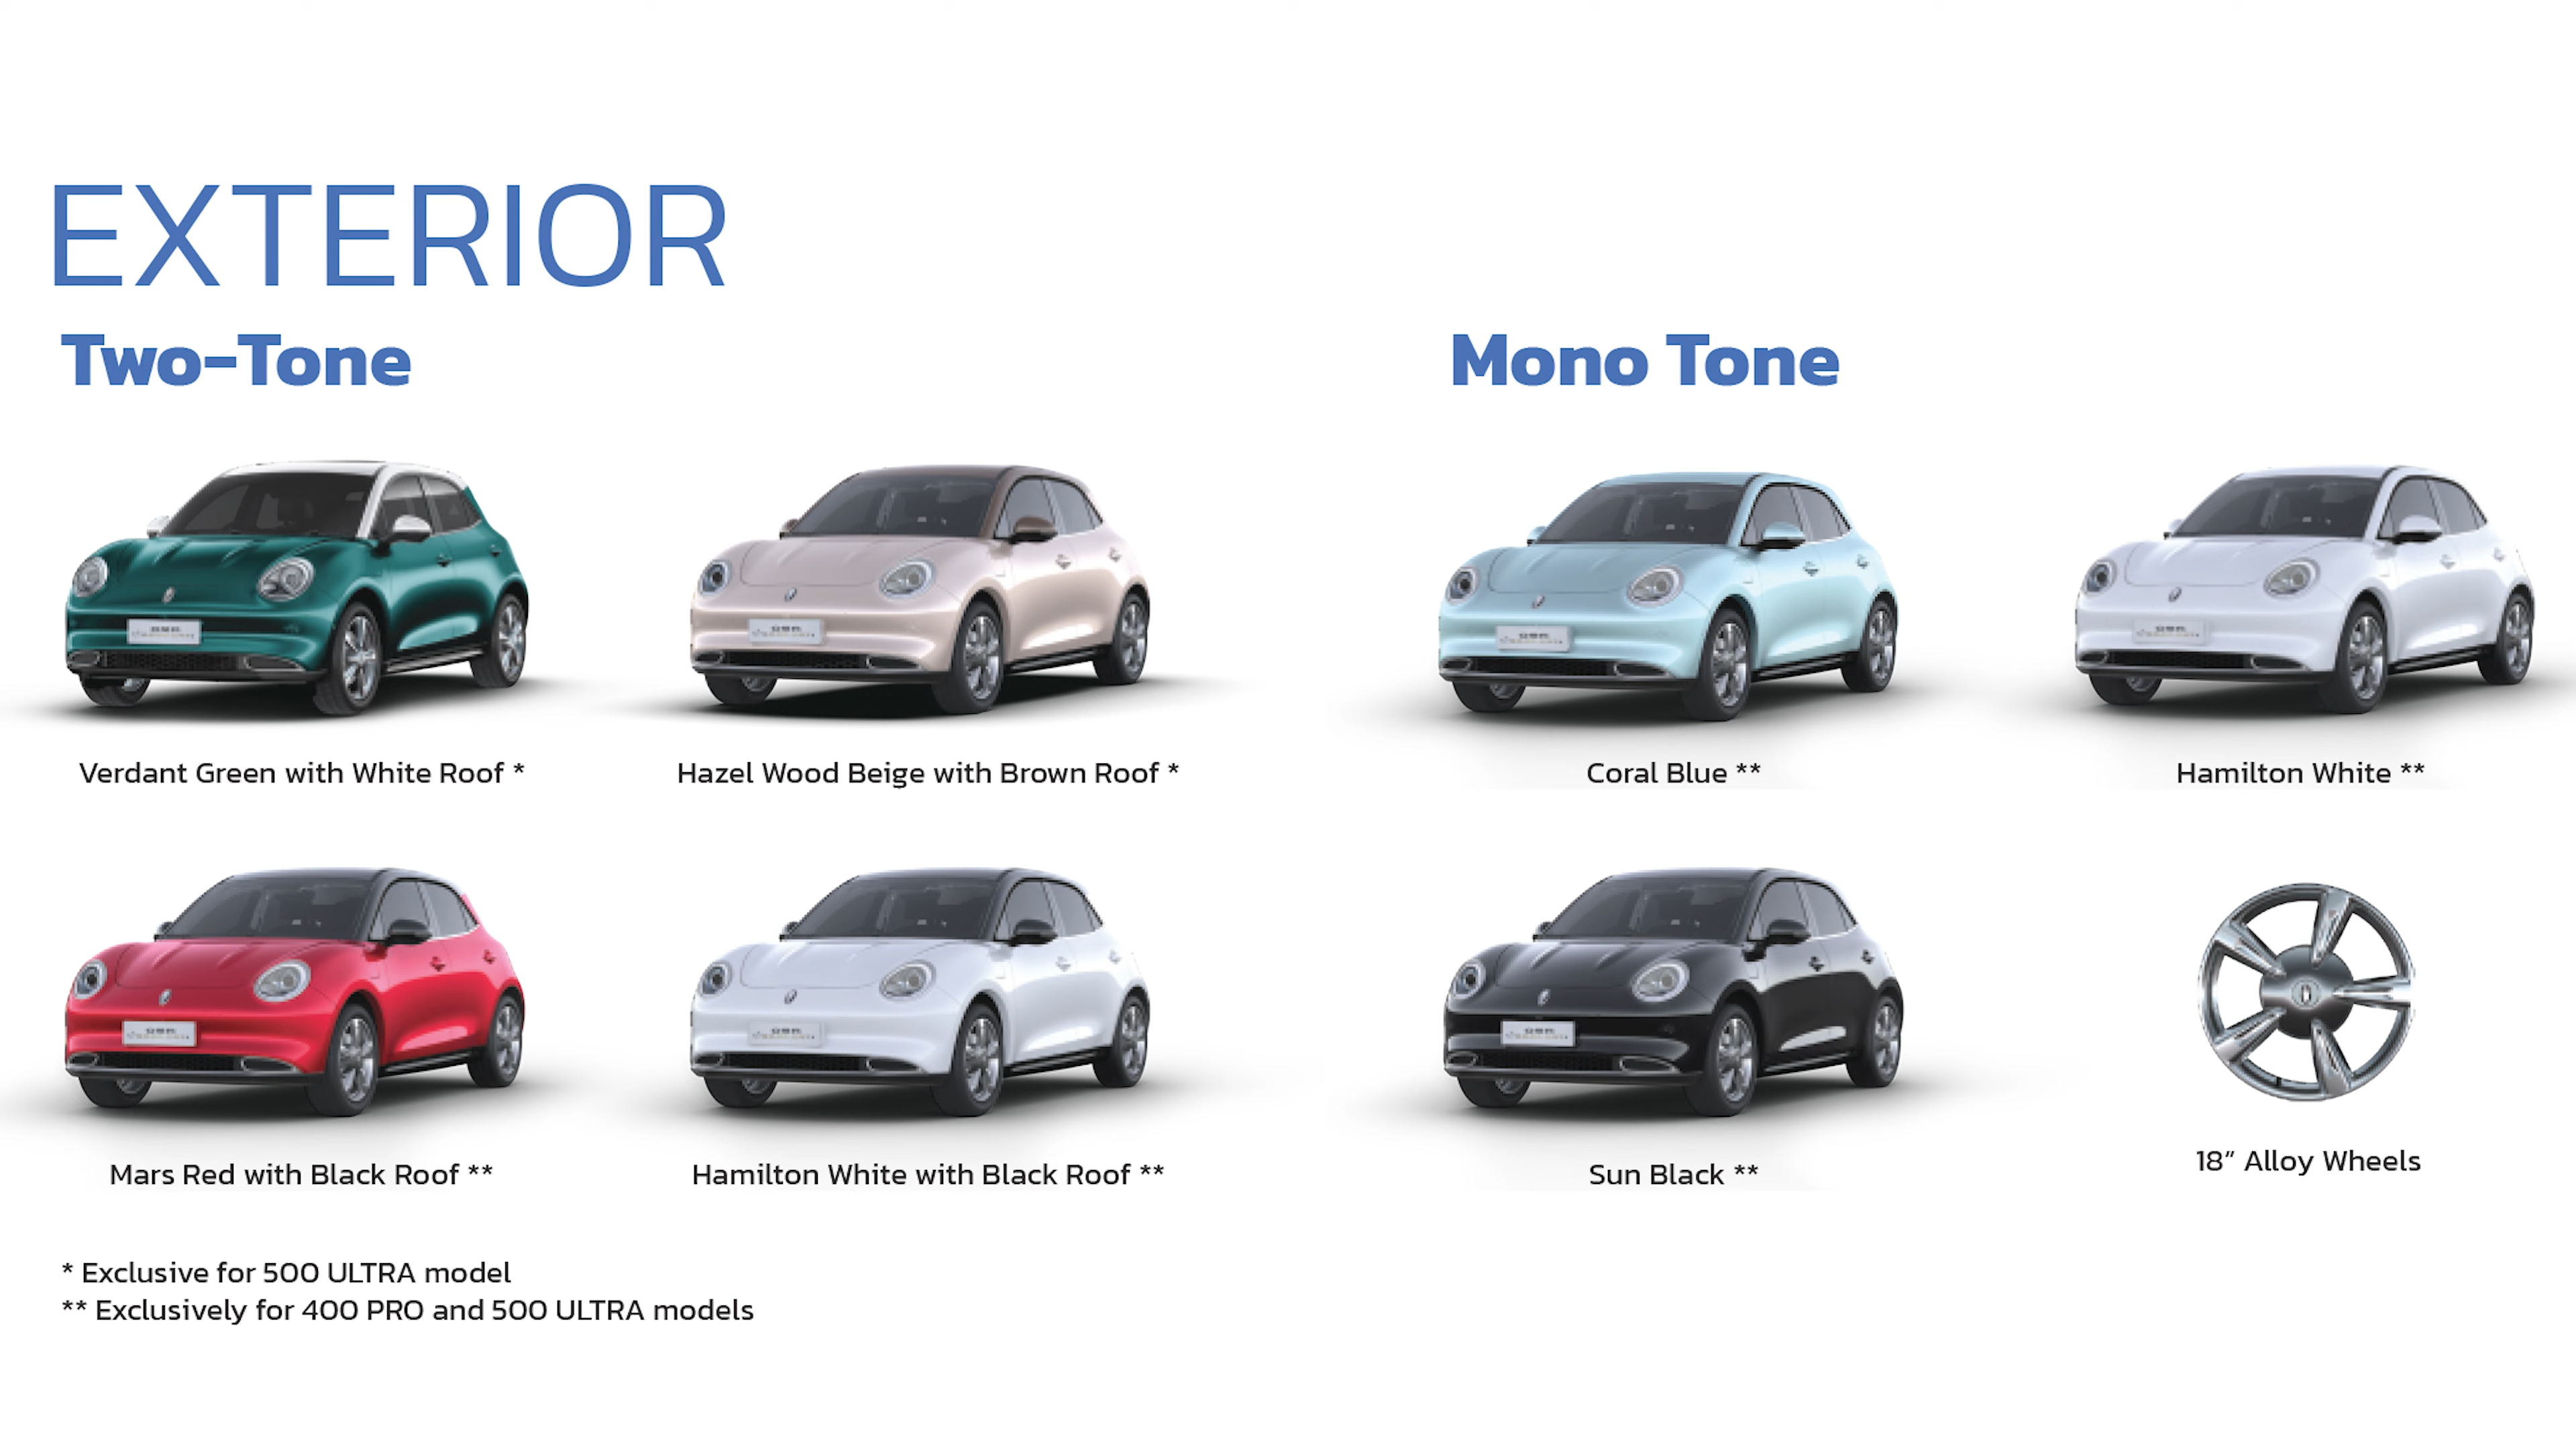 EXTERIOR
Two-Tone
Mono Tone
Verdant Green with White Roof *
Hazel Wood Beige with Brown Roof *
Coral Blue **
Hamilton White **
Mars Red with Black Roof **
Hamilton White with Black Roof **
Sun Black **
18” Alloy Wheels
* Exclusive for 500 ULTRA model
** Exclusively for 400 PRO and 500 ULTRA models